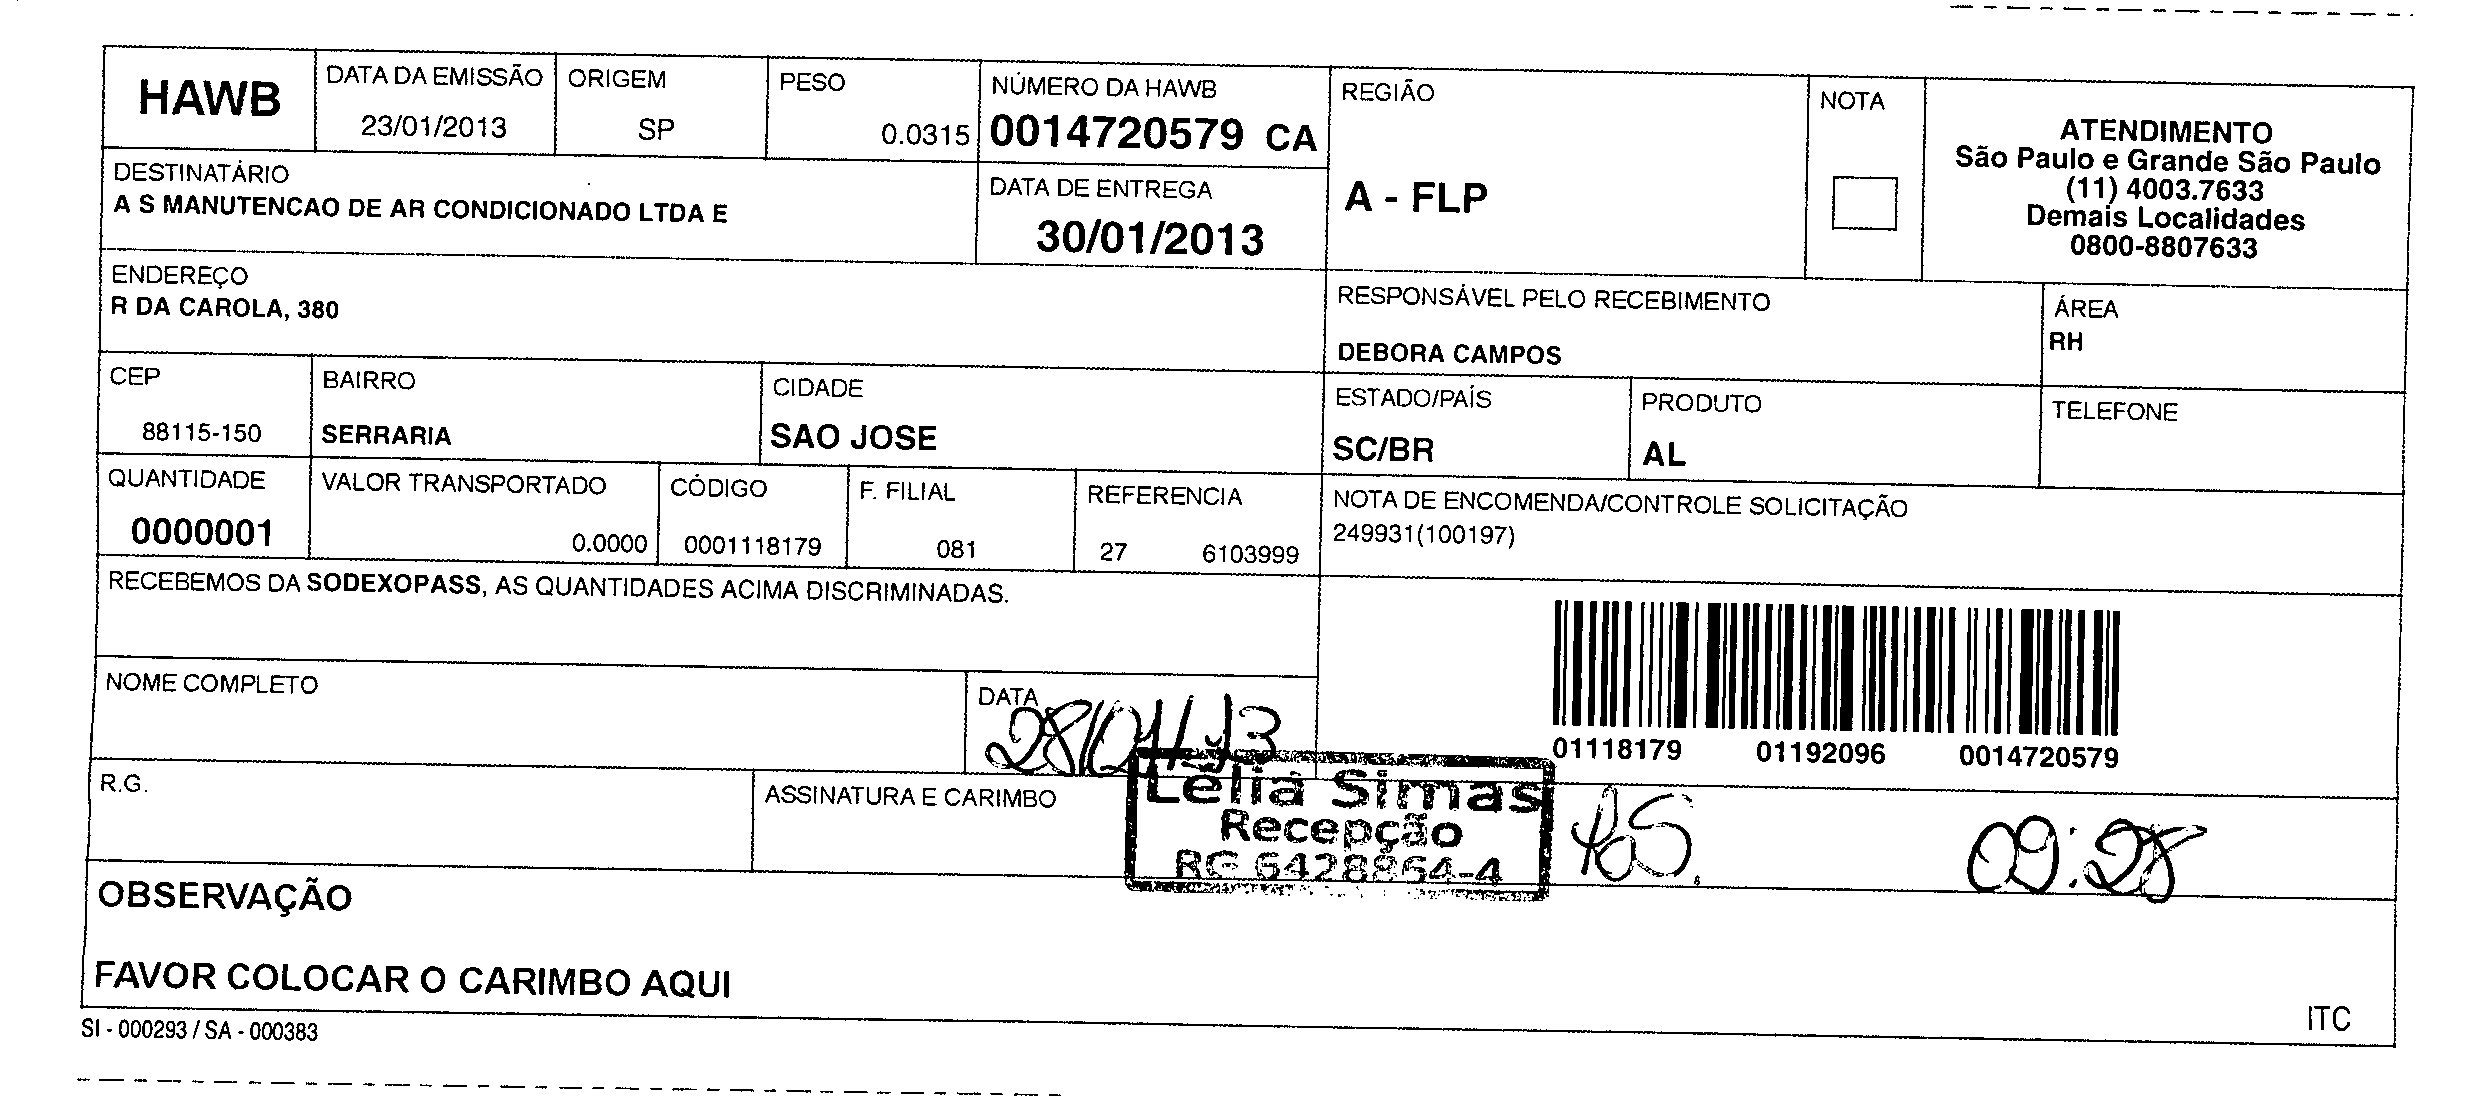 HAWB
DATA DA EMISSÃO
23/01/2013
ORIGEM
SP
PESO
0.0315
NÚMERO DA HAWB
0014720579 CA
REGIÃO
A - FLP
NOTA
ATENDIMENTO
São Paulo e Grande São Paulo
(11) 4003.7633
Demais Localidades
0800-8807633
DESTINATÁRIO
A S MANUTENCAO DE AR CONDICIONADO LTDA E
DATA DE ENTREGA
30/01/2013
ENDEREÇO
R DA CAROLA, 380
RESPONSÁVEL PELO RECEBIMENTO
DEBORA CAMPOS
ÁREA
RH
CEP
88115-150
BAIRRO
SERRARIA
CIDADE
SAO JOSE
ESTADO/PAÍS
SC/BR
PRODUTO
AL
TELEFONE
QUANTIDADE
0000001
VALOR TRANSPORTADO
0.0000
CÓDIGO
0001118179
F. FILIAL
081
REFERENCIA
27 6103999
NOTA DE ENCOMENDA/CONTROLE SOLICITAÇÃO
249931(100197)
RECEBEMOS DA SODEXOPASS, AS QUANTIDADES ACIMA DISCRIMINADAS.
01118179 01192096 0014720579
NOME COMPLETO
DATA
28/01/13
R.G.
ASSINATURA E CARIMBO
Lélia Simas
Recepção
RG 6428864-4
09:28
OBSERVAÇÃO
FAVOR COLOCAR O CARIMBO AQUI
ITC
SI - 000293 / SA - 000383